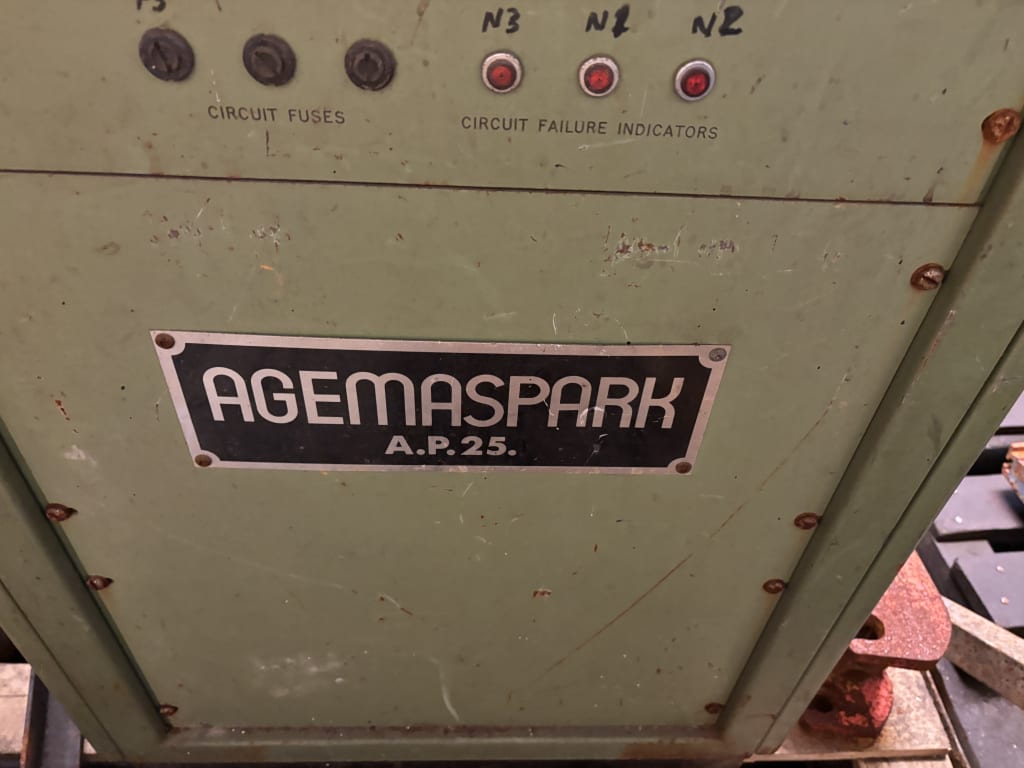 N3 N1 N2
CIRCUIT FUSES
CIRCUIT FAILURE INDICATORS
AGEMASPARK
A.P.25.